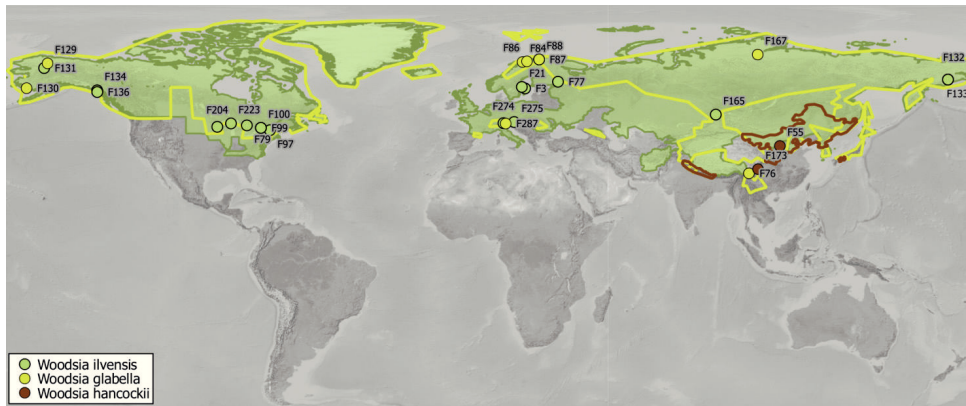 F129
F131
F130
F134
F136
F204
F223
F100
F99
F79
F97
F86
F84
F88
F87
F21
F3
F77
F274
F275
F287
F167
F132
F133
F165
F55
F173
F76
Woodsia ilvensis
Woodsia glabella
Woodsia hancockii